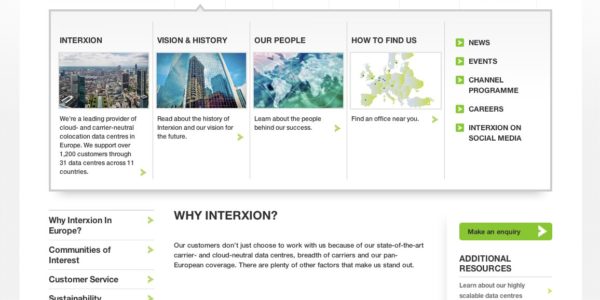 INTERXION
We're a leading provider of
cloud- and carrier-neutral
colocation data centres in
Europe. We support over
1,200 customers through
31 data centres across 11
countries.
VISION & HISTORY
Read about the history of
Interxion and our vision for
the future.
OUR PEOPLE
Learn about the people
behind our success.
HOW TO FIND US
Find an office near you.
NEWS
EVENTS
CHANNEL
PROGRAMME
CAREERS
INTERXION ON
SOCIAL MEDIA
Why Interxion In
Europe?
Communities of
Interest
Customer Service
Sustainability
WHY INTERXION?
Our customers don't just choose to work with us because of our state-of-the-art
carrier- and cloud-neutral data centres, breadth of carriers and our pan-
European coverage. There are plenty of other factors that make us stand out.
Make an enquiry
ADDITIONAL
RESOURCES
Learn about our highly
scalable data centres